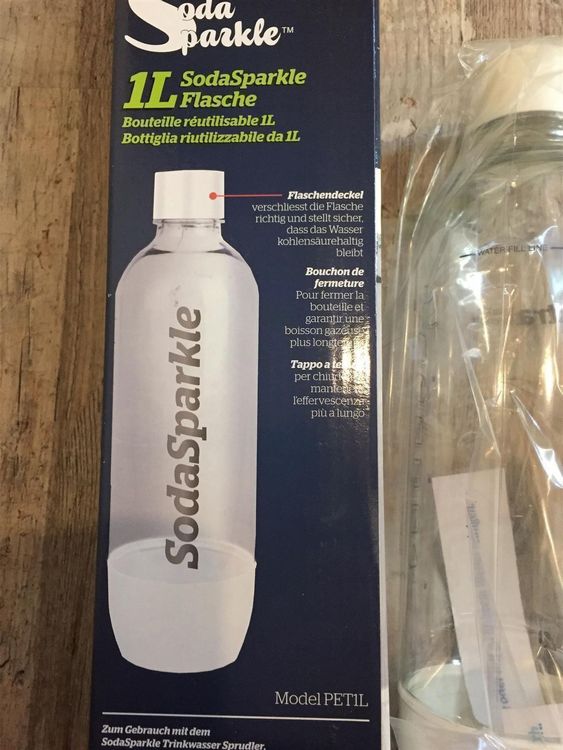 Soda
Sparkle™
1L SodaSparkle
Flasche
Bouteille réutilisable 1L
Bottiglia riutilizzabile da 1L
Flaschendeckel
verschliesst die Flasche
richtig und stellt sicher,
dass das Wasser
kohlensäurehaltig
bleibt
Bouchon de
fermeture
Pour fermer la
bouteille et
garantir une
boisson gazeuse
plus longtemps
Tappo a
per
l'effervescenza
più a lungo
SodaSparkle
Model PET1L
Zum Gebrauch mit dem
SodaSparkle Trinkwasser Sprudler.
WATER FILL LINE